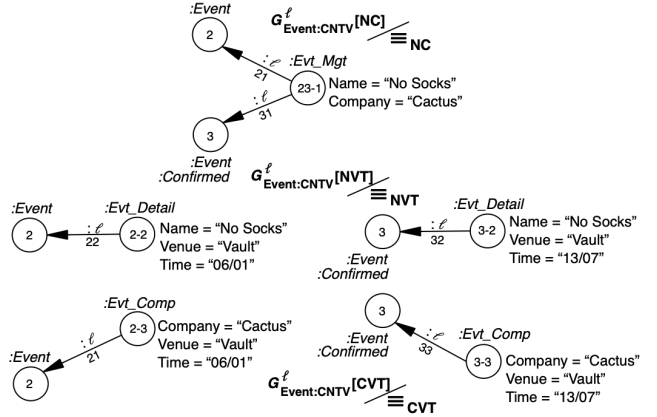 :Event
G^ℓ Event:CNTV[NC] / ≡NC
2
:ℓ
21
:Evt_Mgt
23-1
Name = “No Socks”
Company = “Cactus”
:ℓ
31
3
:Event
:Confirmed
G^ℓ Event:CNTV[NVT] / ≡NVT
:Event
:Evt_Detail
2
:ℓ
22
2-2
Name = “No Socks”
Venue = “Vault”
Time = “06/01”
:Evt_Detail
3
:ℓ
32
3-2
Name = “No Socks”
Venue = “Vault”
Time = “13/07”
:Event
:Confirmed
:Evt_Comp
2-3
Company = “Cactus”
Venue = “Vault”
Time = “06/01”
:ℓ
21
:Event
2
3
:Event
:Confirmed
:ℓ
33
:Evt_Comp
3-3
Company = “Cactus”
Venue = “Vault”
Time = “13/07”
G^ℓ Event:CNTV[CVT] / ≡CVT